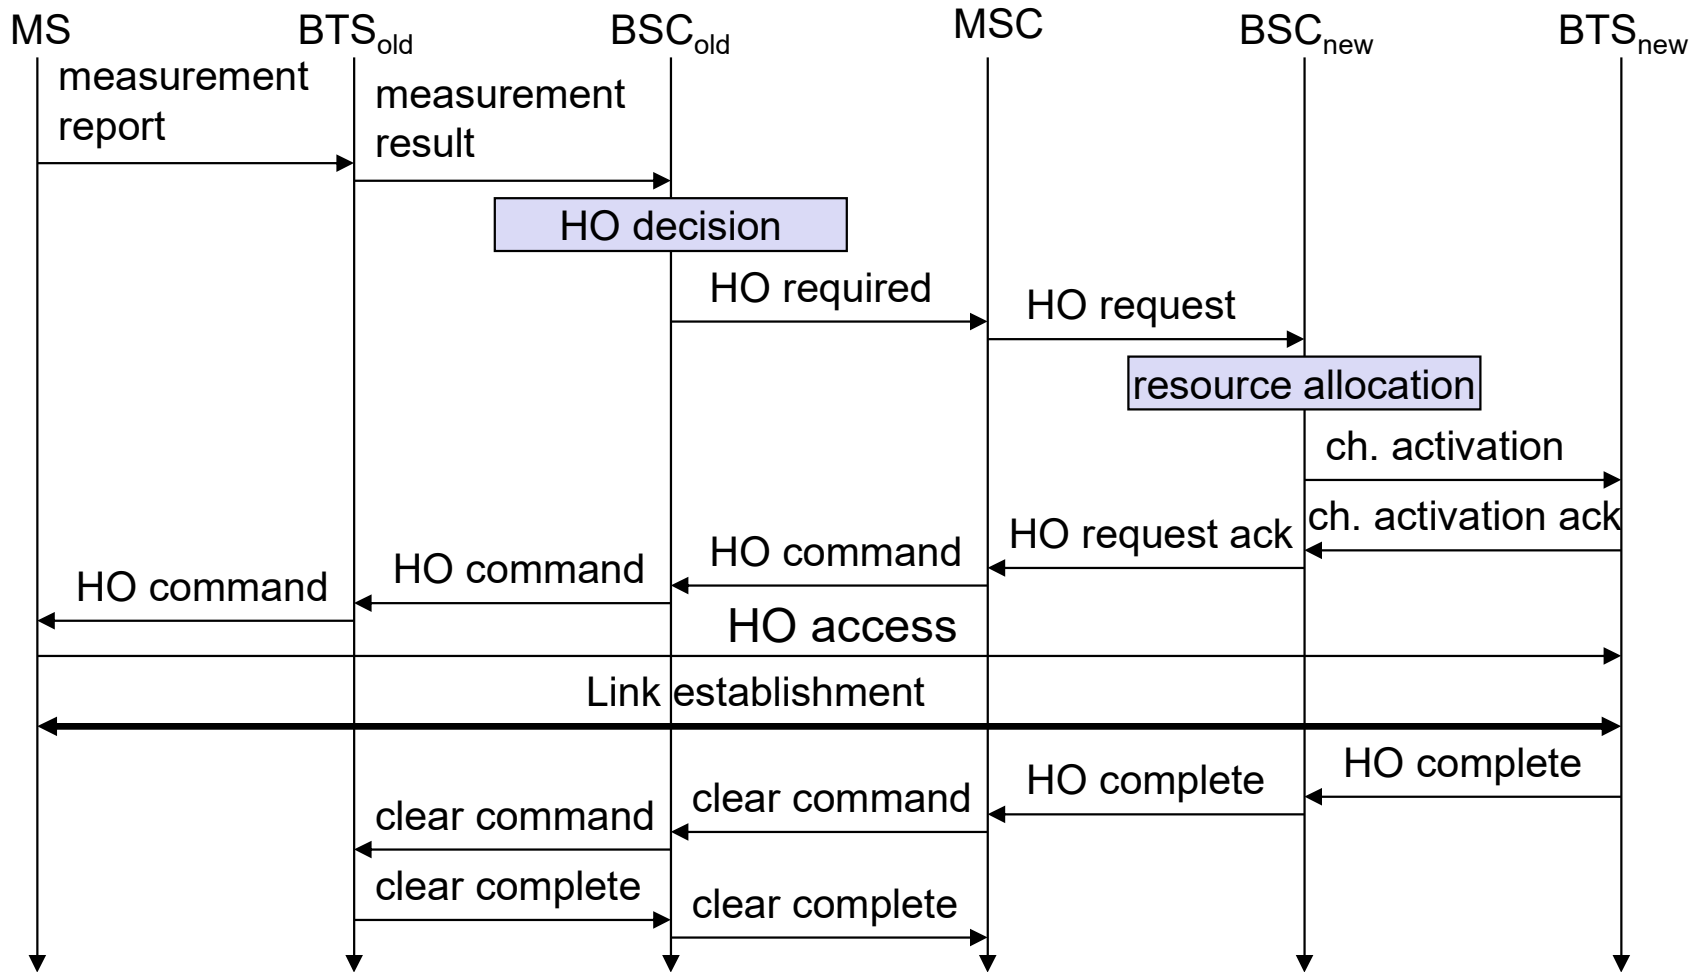 MS
BTSold
BSCold
MSC
BSCnew
BTSnew
measurement
report
measurement
result
HO decision
HO required
HO request
resource allocation
ch. activation
ch. activation ack
HO request ack
HO command
HO command
HO command
HO access
Link establishment
HO complete
HO complete
clear command
clear command
clear complete
clear complete